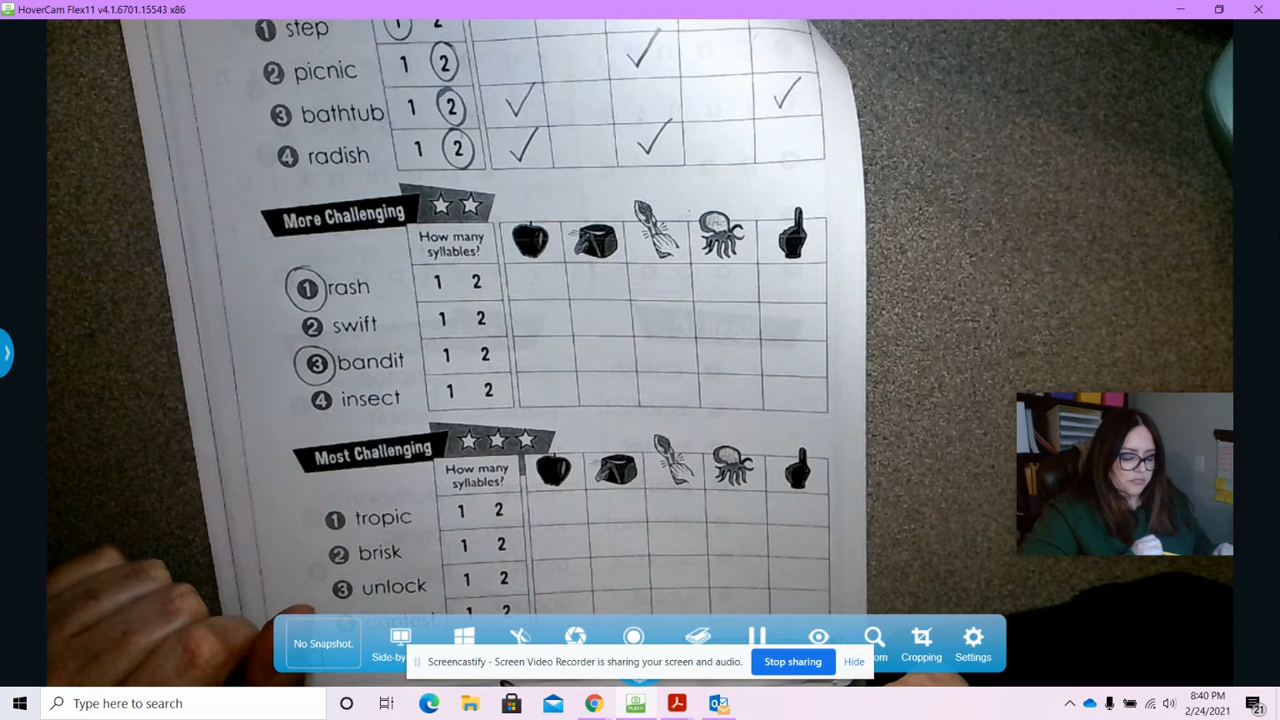 HoverCam Flex11 v4.1.6701.15543 x86
1 step 1 2
2 picnic 1 2
3 bathtub 1 2
4 radish 1 2
More Challenging
How many
syllables?
1 rash 1 2
2 swift 1 2
3 bandit 1 2
4 insect 1 2
Most Challenging
How many
syllables?
1 tropic 1 2
2 brisk 1 2
3 unlock 1 2
1 2
No Snapshot.
Side-by
Cropping
Settings
Screencastify - Screen Video Recorder is sharing your screen and audio.
Stop sharing
Hide
Type here to search
8:40 PM
2/24/2021
21